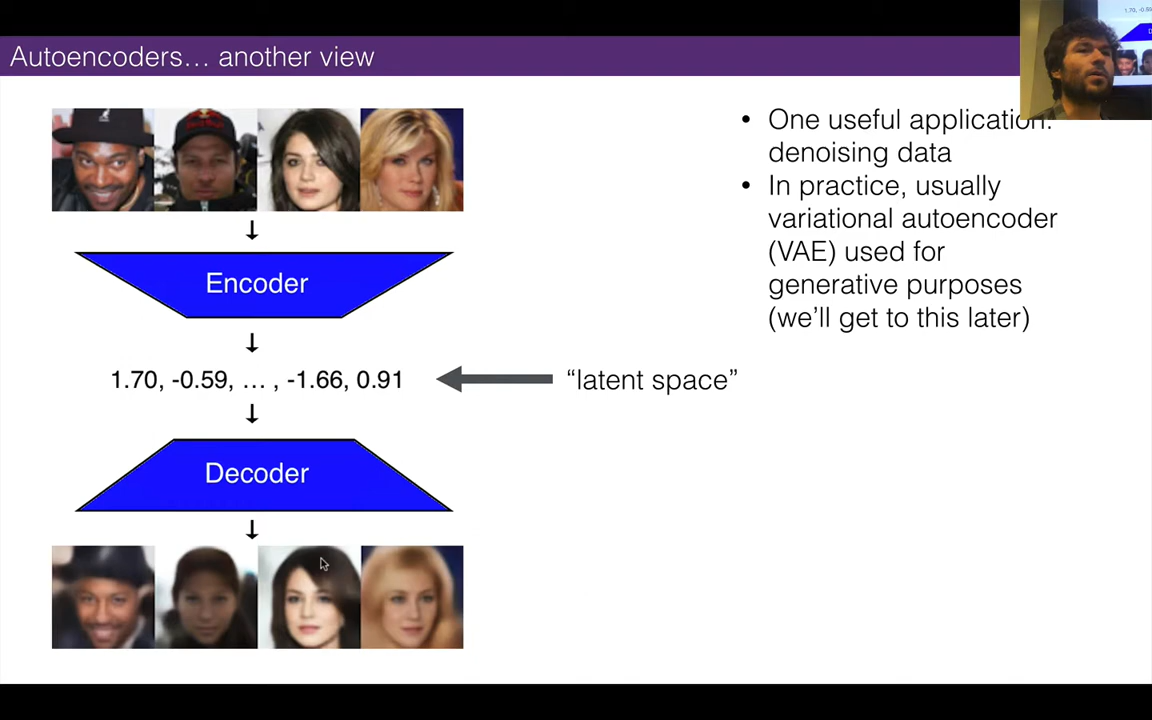 Autoencoders... another view
• One useful application:
denoising data
• In practice, usually
variational autoencoder
(VAE) used for
generative purposes
(we'll get to this later)
Encoder
1.70, -0.59, ... , -1.66, 0.91
"latent space"
Decoder